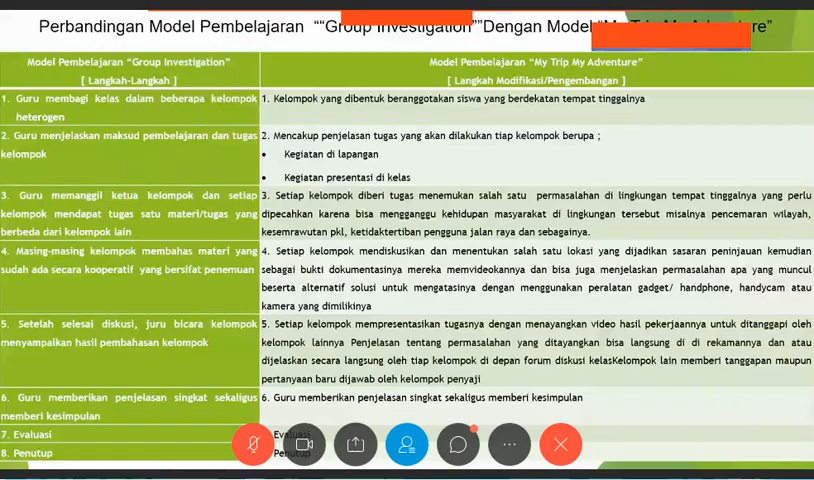 Perbandingan Model Pembelajaran ““Group Investigation””Dengan Model “My Trip My Adventure”
Model Pembelajaran “Group Investigation”
[ Langkah-Langkah ]
Model Pembelajaran “My Trip My Adventure”
[ Langkah Modifikasi/Pengembangan ]
1. Guru membagi kelas dalam beberapa kelompok
heterogen
1. Kelompok yang dibentuk beranggotakan siswa yang berdekatan tempat tinggalnya
2. Guru menjelaskan maksud pembelajaran dan tugas
kelompok
2. Mencakup penjelasan tugas yang akan dilakukan tiap kelompok berupa ;
• Kegiatan di lapangan
• Kegiatan presentasi di kelas
3. Guru memanggil ketua kelompok dan setiap
kelompok mendapat tugas satu materi/tugas yang
berbeda dari kelompok lain
3. Setiap kelompok diberi tugas menemukan salah satu permasalahan di lingkungan tempat tinggalnya yang perlu
dipecahkan karena bisa mengganggu kehidupan masyarakat di lingkungan tersebut misalnya pencemaran wilayah,
kesemrawutan pkl, ketidaktertiban pengguna jalan raya dan sebagainya.
4. Masing-masing kelompok membahas materi yang
sudah ada secara kooperatif yang bersifat penemuan
4. Setiap kelompok mendiskusikan dan menentukan salah satu lokasi yang dijadikan sasaran peninjauan kemudian
sebagai bukti dokumentasinya mereka memvideokannya dan bisa juga menjelaskan permasalahan apa yang muncul
beserta alternatif solusi untuk mengatasinya dengan menggunakan peralatan gadget/ handphone, handycam atau
kamera yang dimilikinya
5. Setelah selesai diskusi, juru bicara kelompok
menyampaikan hasil pembahasan kelompok
5. Setiap kelompok mempresentasikan tugasnya dengan menayangkan video hasil pekerjaannya untuk ditanggapi oleh
kelompok lainnya Penjelasan tentang permasalahan yang ditayangkan bisa langsung di di rekamannya dan atau
dijelaskan secara langsung oleh tiap kelompok di depan forum diskusi kelasKelompok lain memberi tanggapan maupun
pertanyaan baru dijawab oleh kelompok penyaji
6. Guru memberikan penjelasan singkat sekaligus
memberi kesimpulan
6. Guru memberikan penjelasan singkat sekaligus memberi kesimpulan
7. Evaluasi
Evaluasi
8. Penutup
Penutup